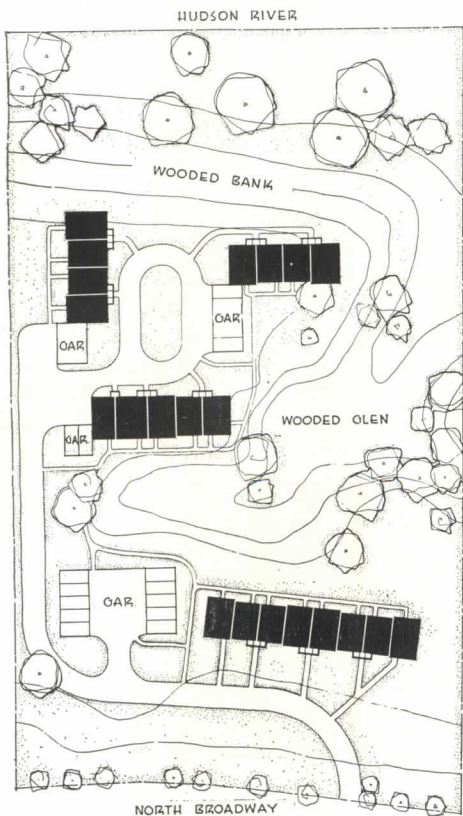 HUDSON RIVER
WOODED BANK
GAR.
GAR.
GAR.
WOODED GLEN
GAR.
NORTH BROADWAY